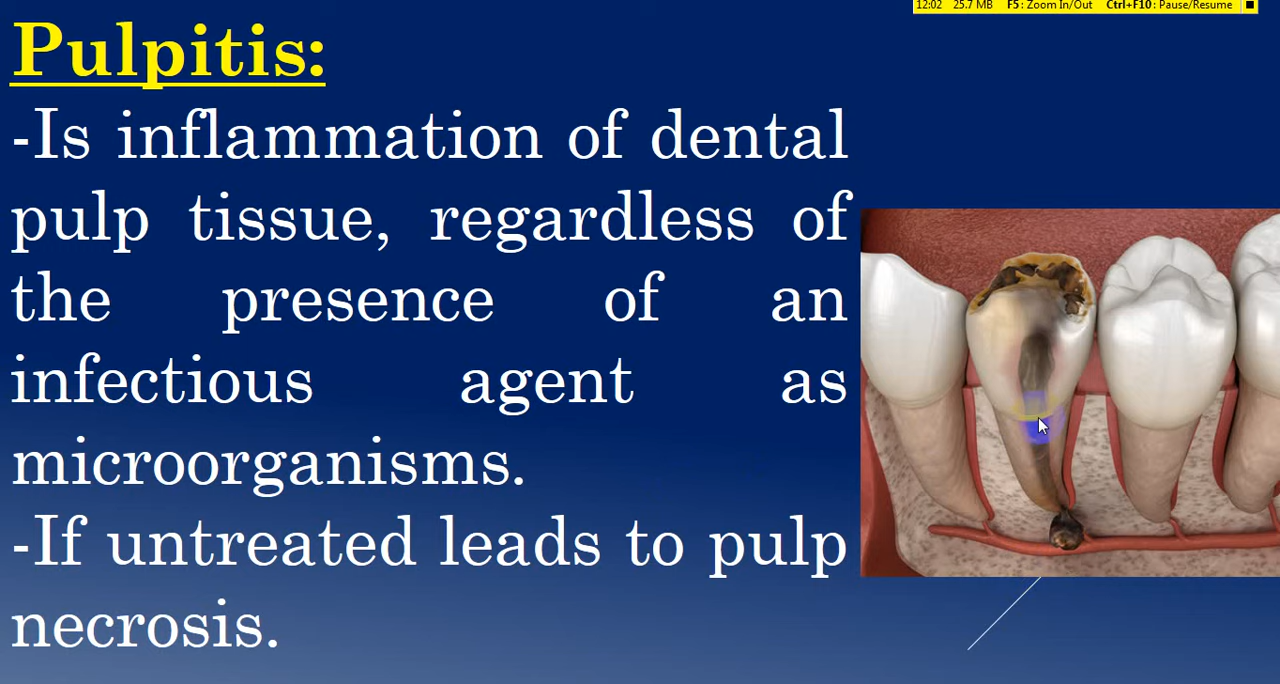 12:02 25.7 MB F5: Zoom In/Out Ctrl+F10: Pause/Resume
Pulpitis:
-Is inflammation of dental
pulp tissue, regardless of
the presence of an
infectious agent as
microorganisms.
-If untreated leads to pulp
necrosis.